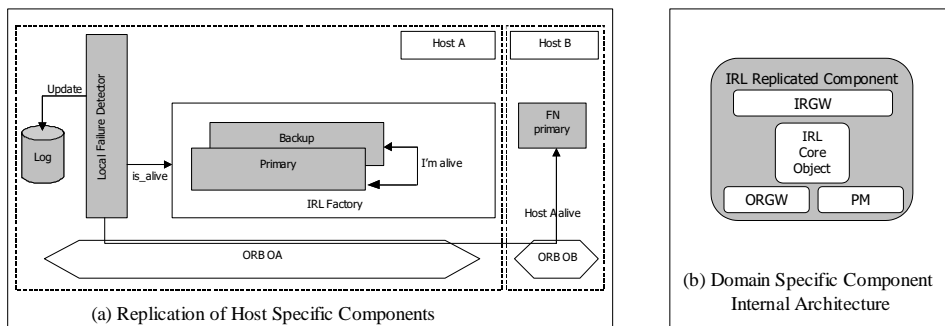 Host A
Host B
Update
Local Failure Detector
Log
is_alive
Backup
Primary
I'm alive
IRL Factory
FN
primary
Host A alive
ORB OA
ORB OB
(a) Replication of Host Specific Components
IRL Replicated Component
IRGW
IRL
Core
Object
ORGW
PM
(b) Domain Specific Component
Internal Architecture